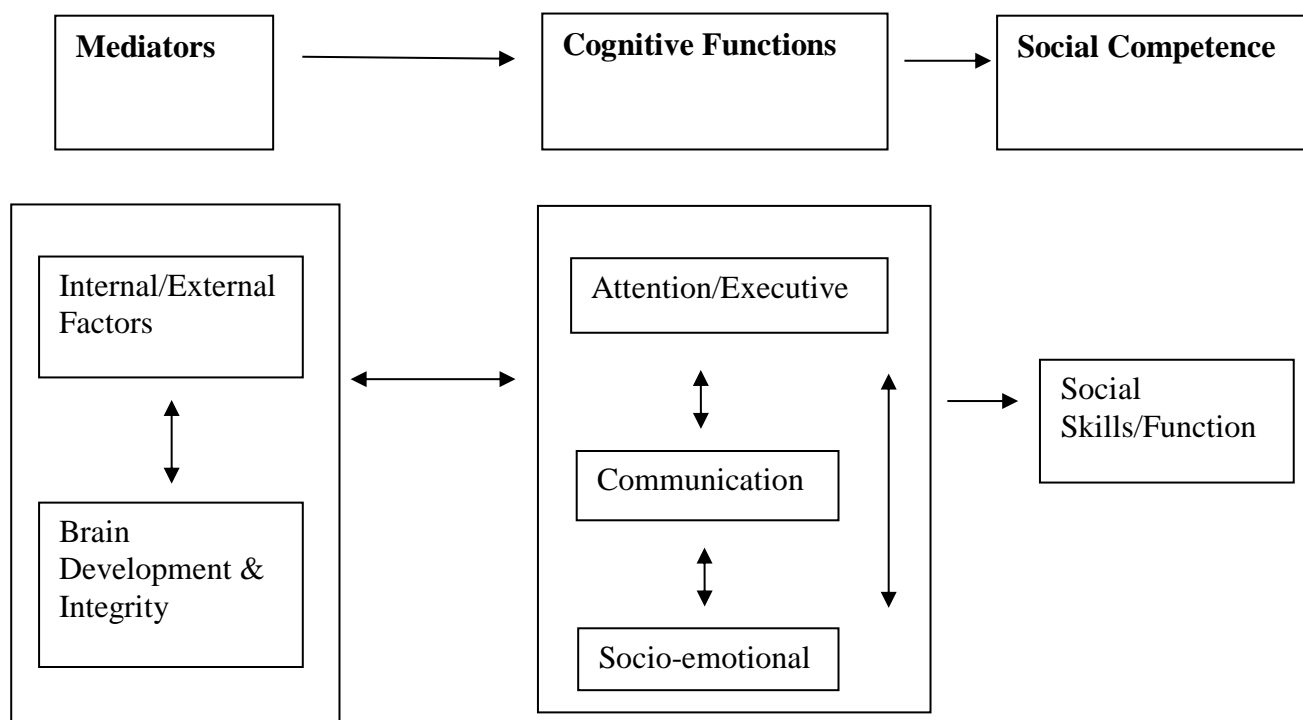 Mediators
Cognitive Functions
Social Competence
Internal/External
Factors
Brain
Development &
Integrity
Attention/Executive
Communication
Socio-emotional
Social
Skills/Function